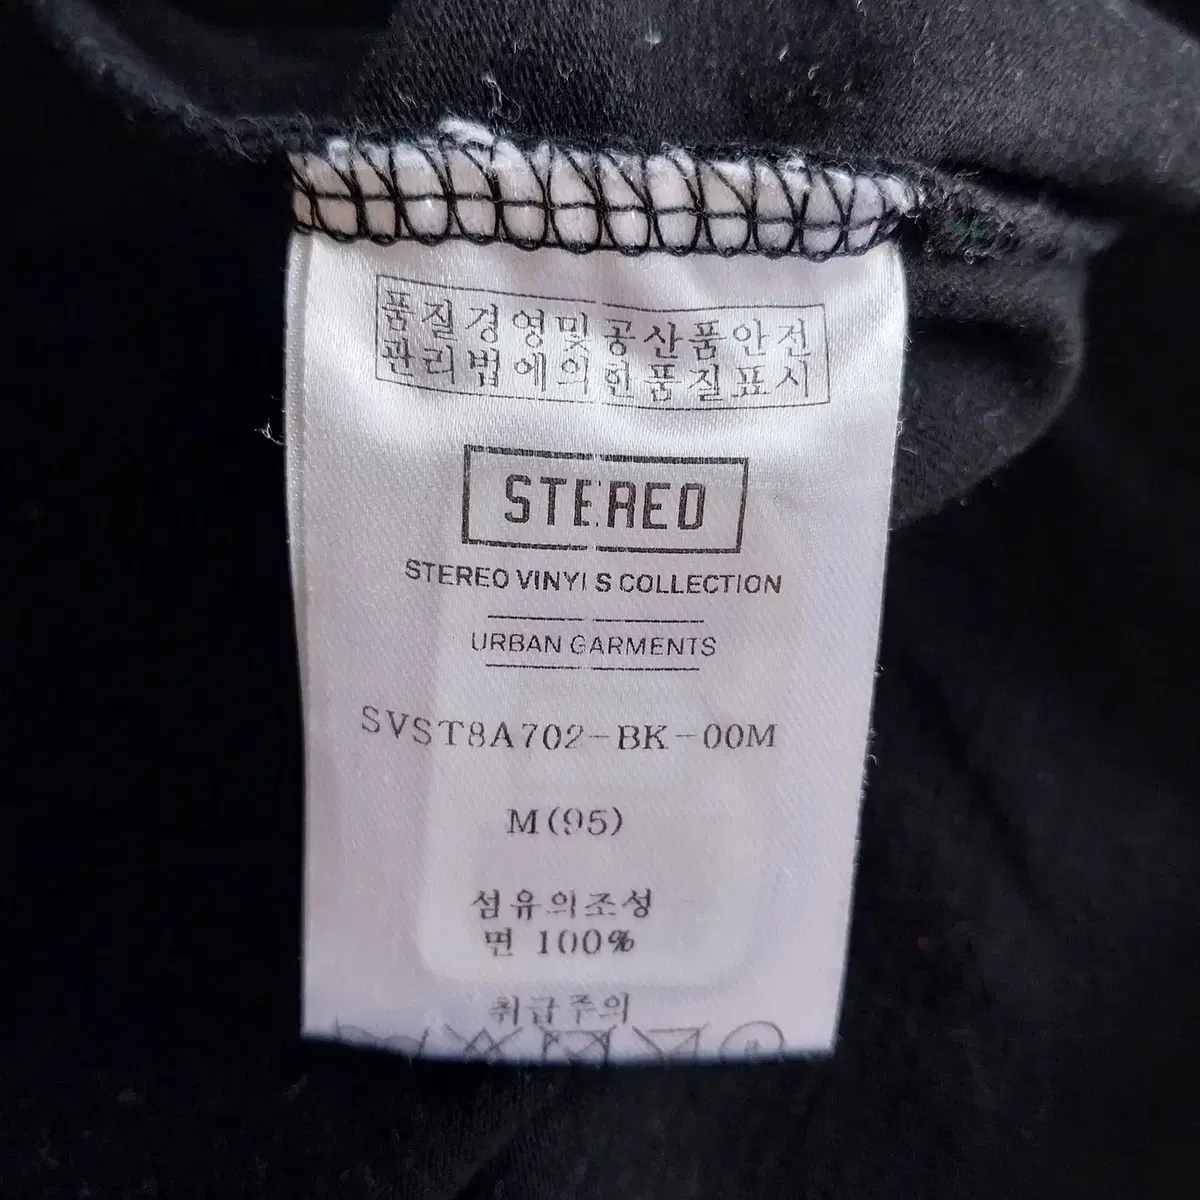 품질경영및공산품안전
관리법에의한품질표시
STEREO
STEREO VINYLS COLLECTION
URBAN GARMENTS
SVST8A702-BK-00M
M(95)
섬유의조성
면 100%
취급주의